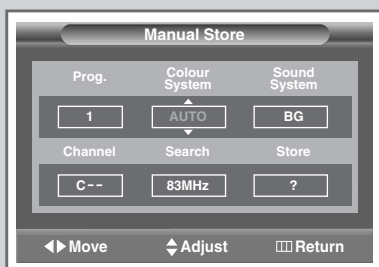 Manual Store
Prog. Colour System Sound System
1 AUTO BG
Channel Search Store
C-- 83MHz ?
Move Adjust Return